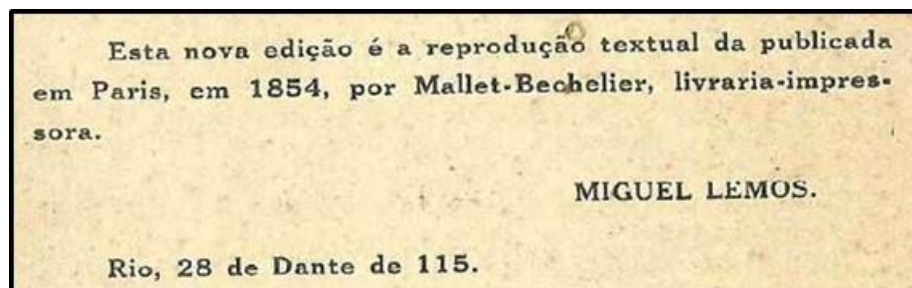 Esta nova edição é a reprodução textual da publicada
em Paris, em 1854, por Mallet-Bechelier, livraria-impres-
sora.
MIGUEL LEMOS.
Rio, 28 de Dante de 115.